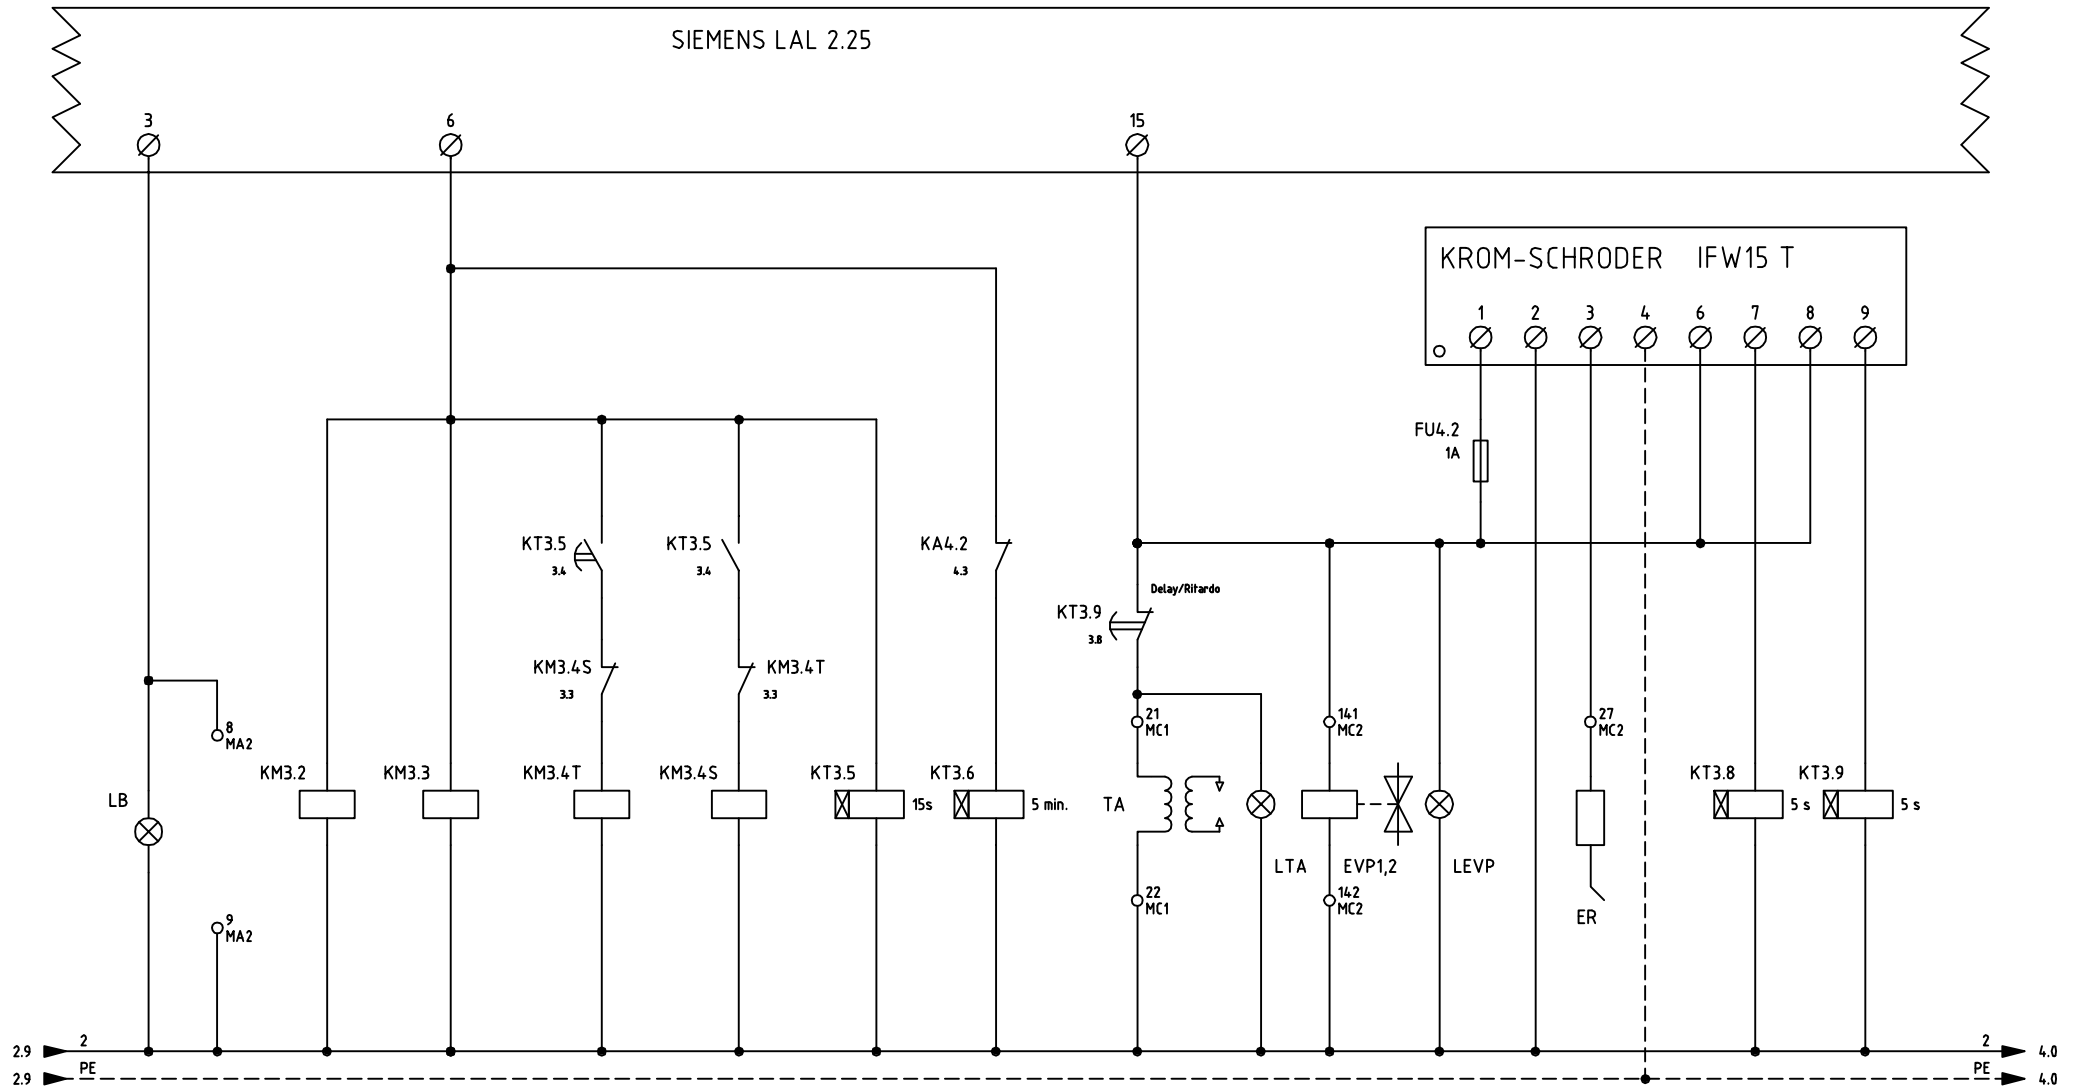 SIEMENS LAL 2.25
3
6
15
KROM-SCHRODER IFW15 T
1 2 3 4 6 7 8 9
FU4.2
1A
KT3.5
3.4
KT3.5
3.4
KA4.2
4.3
Delay/Ritardo
KT3.9
3.8
KM3.4S
3.3
KM3.4T
3.3
8
MA2
21
MC1
141
MC2
27
MC2
LB
KM3.2
KM3.3
KM3.4T
KM3.4S
KT3.5
15s
KT3.6
5 min.
TA
KT3.8
5 s
KT3.9
5 s
LTA
EVP1,2
LEVP
22
MC1
142
MC2
ER
9
MA2
2.9
2
2
4.0
2.9
PE
PE
4.0